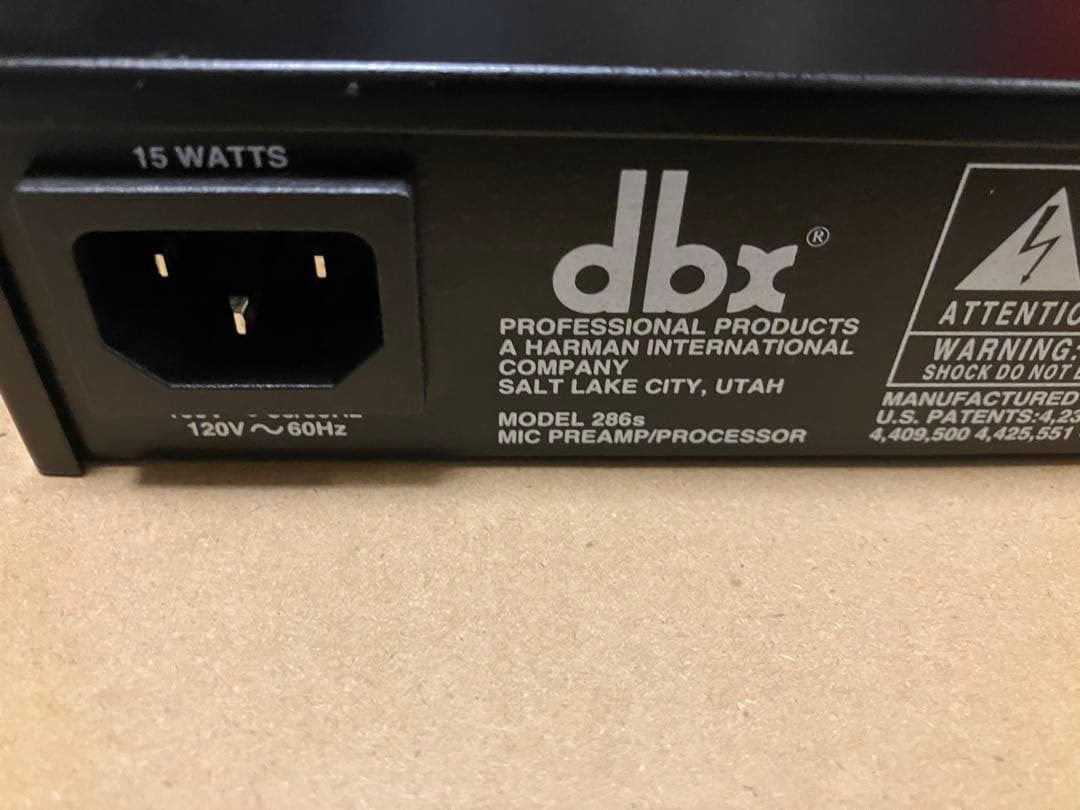 15 WATTS
120V ~ 60Hz
dbx®
PROFESSIONAL PRODUCTS
A HARMAN INTERNATIONAL
COMPANY
SALT LAKE CITY, UTAH
MODEL 286s
MIC PREAMP/PROCESSOR
ATTENTIO
WARNING:
SHOCK DO NOT
MANUFACTURED
U.S. PATENTS:4,23
4,409,500 4,425,551